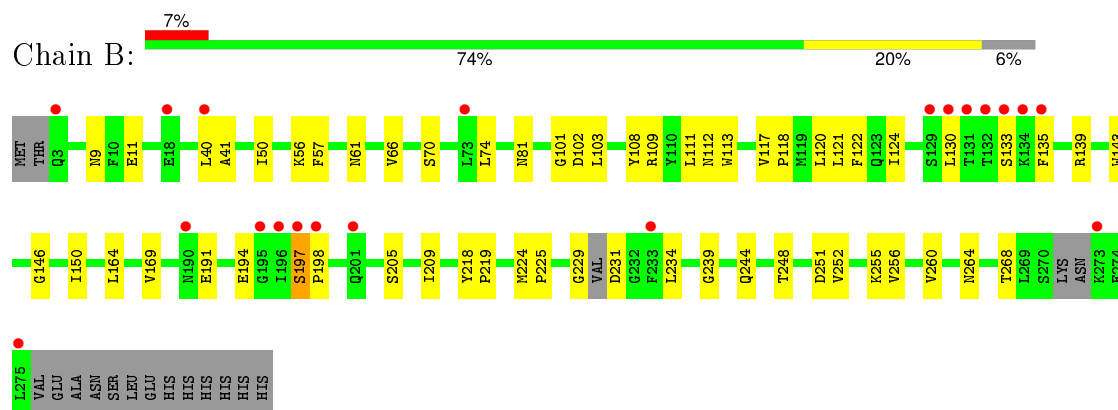 7%
Chain B:
74% 20% 6%
MET THR Q3 N9 F10 E11 E18 L40 A41 I50 K56 F57 N61 V66 S70 L73 L74 N81 G101 D102 L103 Y108 R109 Y110 L111 N112 W113 V117 P118 M119 L120 L121 F122 Q123 I124 S129 L130 T131 T132 S133 K134 F135 R139 W143
G146 I150 L164 V169 N190 E191 E194 G195 I196 S197 P198 Q201 S205 I209 Y218 P219 M224 P225 G229 VAL D231 G232 F233 L234 G239 Q244 T248 D251 V252 K255 V256 V260 N264 T268 L269 S270 LYS ASN K273
L275 VAL GLU ALA ASN SER LEU GLU HIS HIS HIS HIS HIS HIS